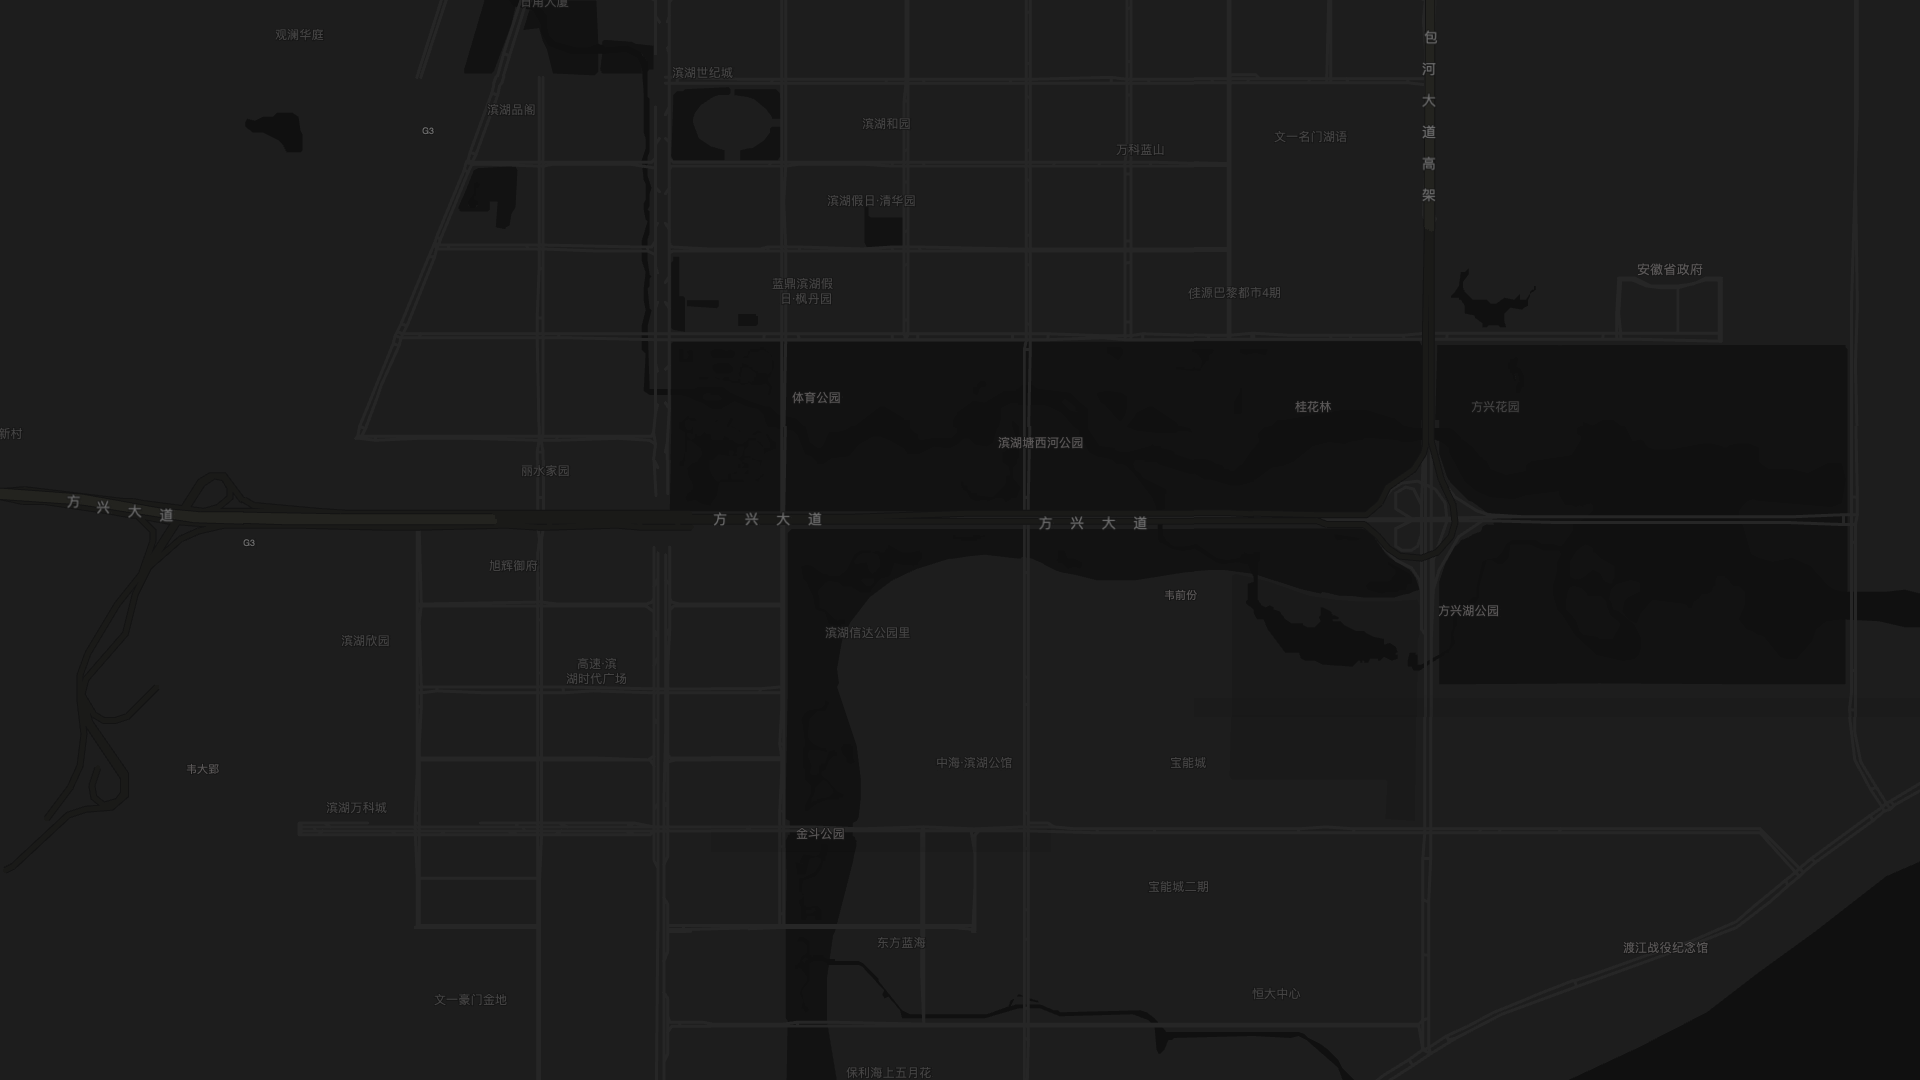 日用大厦
观澜华庭
包河大道高架
滨湖世纪城
滨湖品阁
滨湖和园
G3
文一名门湖语
万科蓝山
滨湖假日·清华园
安徽省政府
蓝鼎滨湖假
日·枫丹园
佳源巴黎都市4期
体育公园
桂花林
方兴花园
新村
滨湖塘西河公园
丽水家园
方兴大道
方兴大道
方兴大道
G3
旭辉御府
韦前份
方兴湖公园
滨湖信达公园里
滨湖欣园
高速·滨
湖时代广场
中海·滨湖公馆
宝能城
韦大郢
滨湖万科城
金斗公园
宝能城二期
东方蓝海
渡江战役纪念馆
恒大中心
文一豪门金地
保利海上五月花